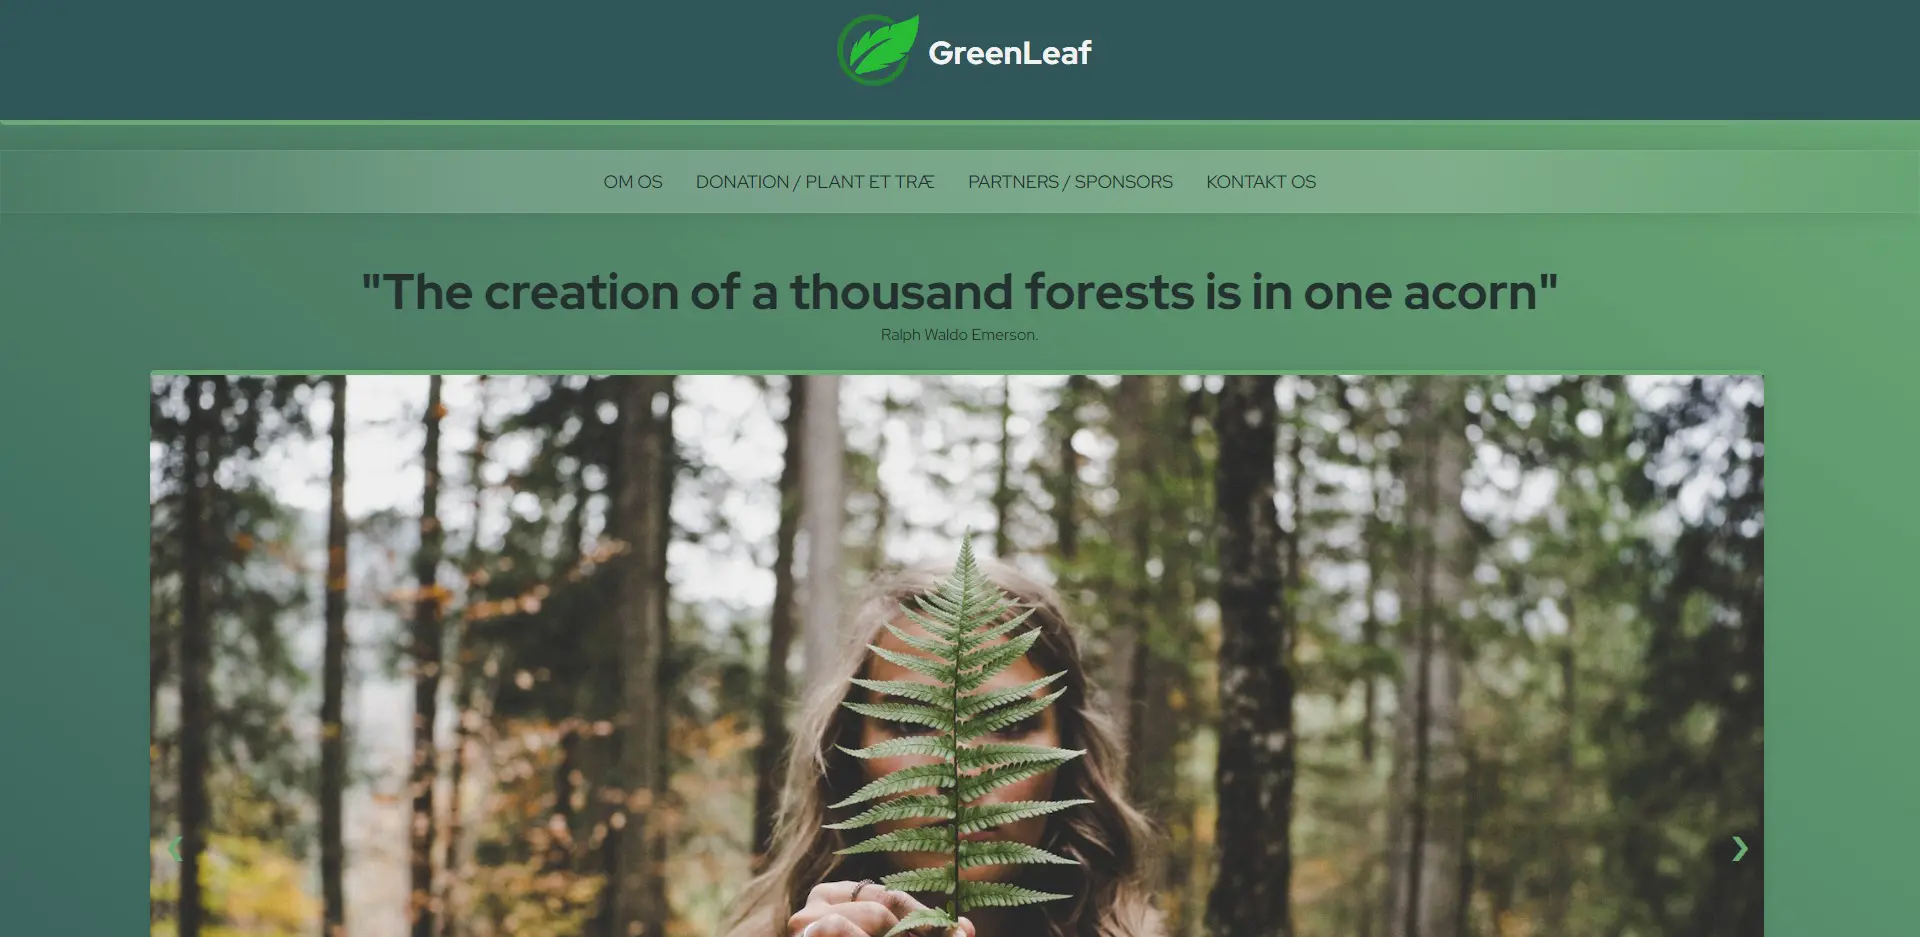 GreenLeaf
OM OS DONATION / PLANT ET TRÆ PARTNERS / SPONSORS KONTAKT OS
"The creation of a thousand forests is in one acorn"
Ralph Waldo Emerson.